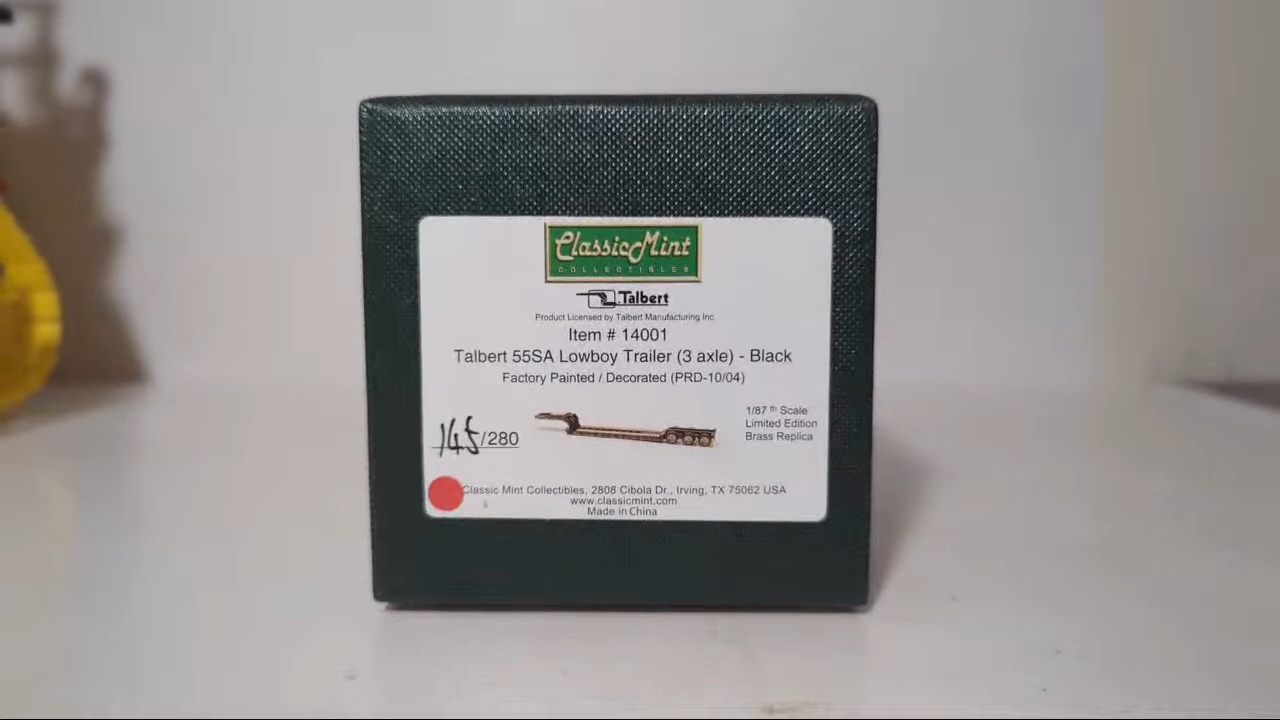 ClassicMint
COLLECTIBLES
Talbert
Product Licensed by Talbert Manufacturing Inc.
Item # 14001
Talbert 55SA Lowboy Trailer (3 axle) - Black
Factory Painted / Decorated (PRD-10/04)
1/87 th Scale
Limited Edition
Brass Replica
145/280
Classic Mint Collectibles, 2808 Cibola Dr., Irving, TX 75062 USA
www.classicmint.com
Made in China